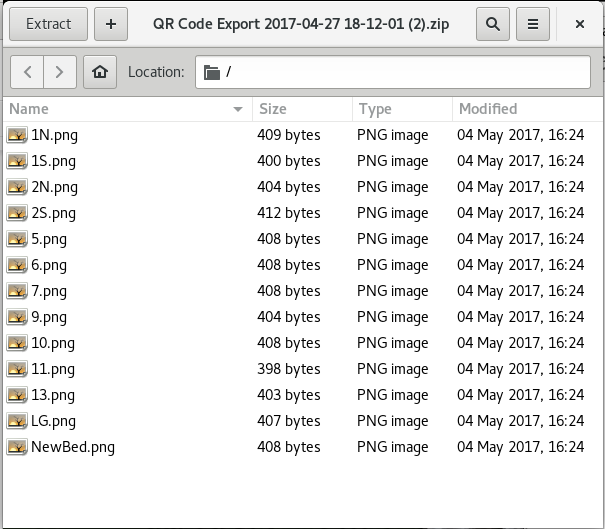 Extract + QR Code Export 2017-04-27 18-12-01 (2).zip
Location: /
Name Size Type Modified
1N.png 409 bytes PNG image 04 May 2017, 16:24
1S.png 400 bytes PNG image 04 May 2017, 16:24
2N.png 404 bytes PNG image 04 May 2017, 16:24
2S.png 412 bytes PNG image 04 May 2017, 16:24
5.png 408 bytes PNG image 04 May 2017, 16:24
6.png 408 bytes PNG image 04 May 2017, 16:24
7.png 408 bytes PNG image 04 May 2017, 16:24
9.png 404 bytes PNG image 04 May 2017, 16:24
10.png 408 bytes PNG image 04 May 2017, 16:24
11.png 398 bytes PNG image 04 May 2017, 16:24
13.png 403 bytes PNG image 04 May 2017, 16:24
LG.png 407 bytes PNG image 04 May 2017, 16:24
NewBed.png 408 bytes PNG image 04 May 2017, 16:24